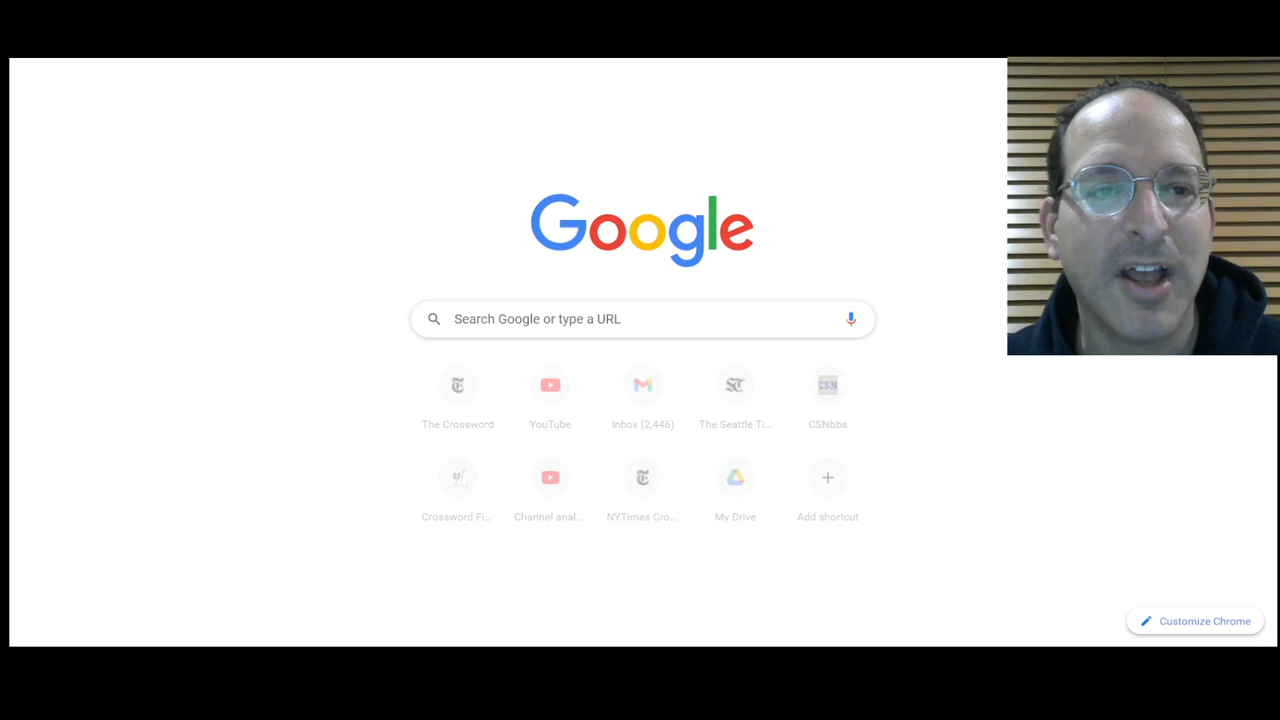 Google
Search Google or type a URL
The Crossword
YouTube
Inbox (2,446)
The Seattle Ti...
CSN
CSNbbs
Crossword Fi...
Channel anal...
NYTimes Cro...
My Drive
Add shortcut
Customize Chrome